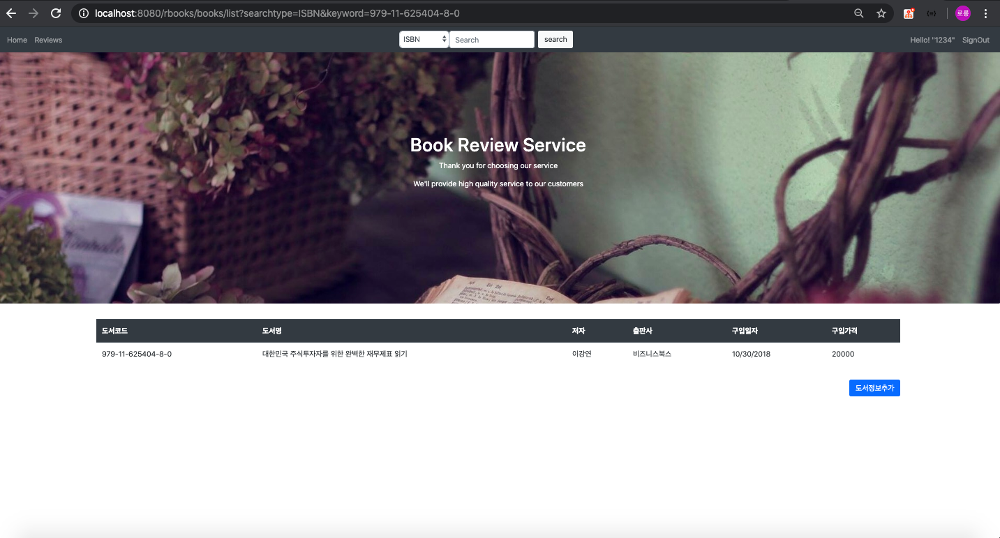 localhost:8080/rbooks/books/list?searchtype=ISBN&keyword=979-11-625404-8-0
로롱
Home Reviews ISBN Search search Hello! "1234" SignOut
Book Review Service
Thank you for choosing our service
We'll provide high quality service to our customers
도서코드 도서명 저자 출판사 구입일자 구입가격
979-11-625404-8-0 대한민국 주식투자자를 위한 완벽한 재무제표 읽기 이강연 비즈니스북스 10/30/2018 20000
도서정보추가